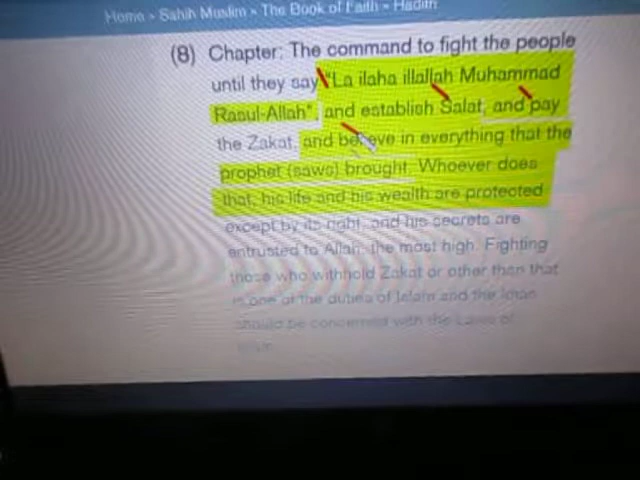 Home » Sahih Muslim » The Book of Faith » Hadith
(8) Chapter: The command to fight the people
until they say "La ilaha illallah Muhammad
Rasul-Allah", and establish Salat, and pay
the Zakat, and believe in everything that the
prophet (saws) brought. Whoever does
that, his life and his wealth are protected
except by its right, and his secrets are
entrusted to Allah, the most high. Fighting
those who withhold Zakat or other than that
is one of the duties of Islam and the Imam
should be concerned with the Laws of